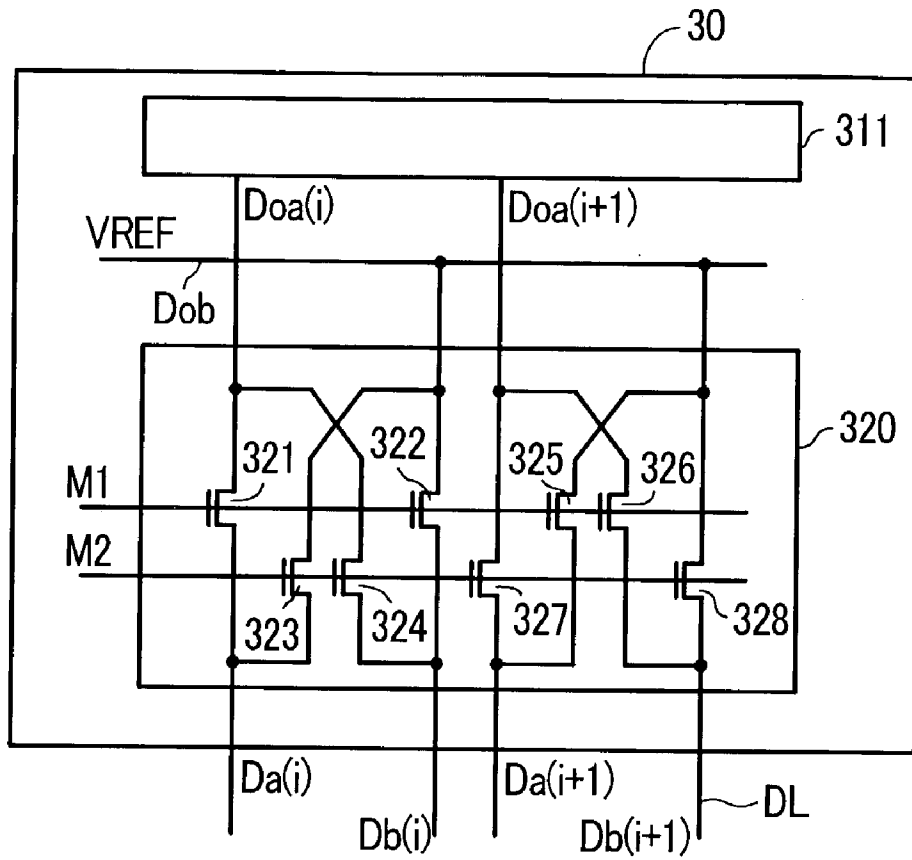 30
311
Doa(i)
Doa(i+1)
VREF
Dob
320
321
322
325
326
M1
M2
323
324
327
328
Da(i)
Db(i)
Da(i+1)
Db(i+1)
DL